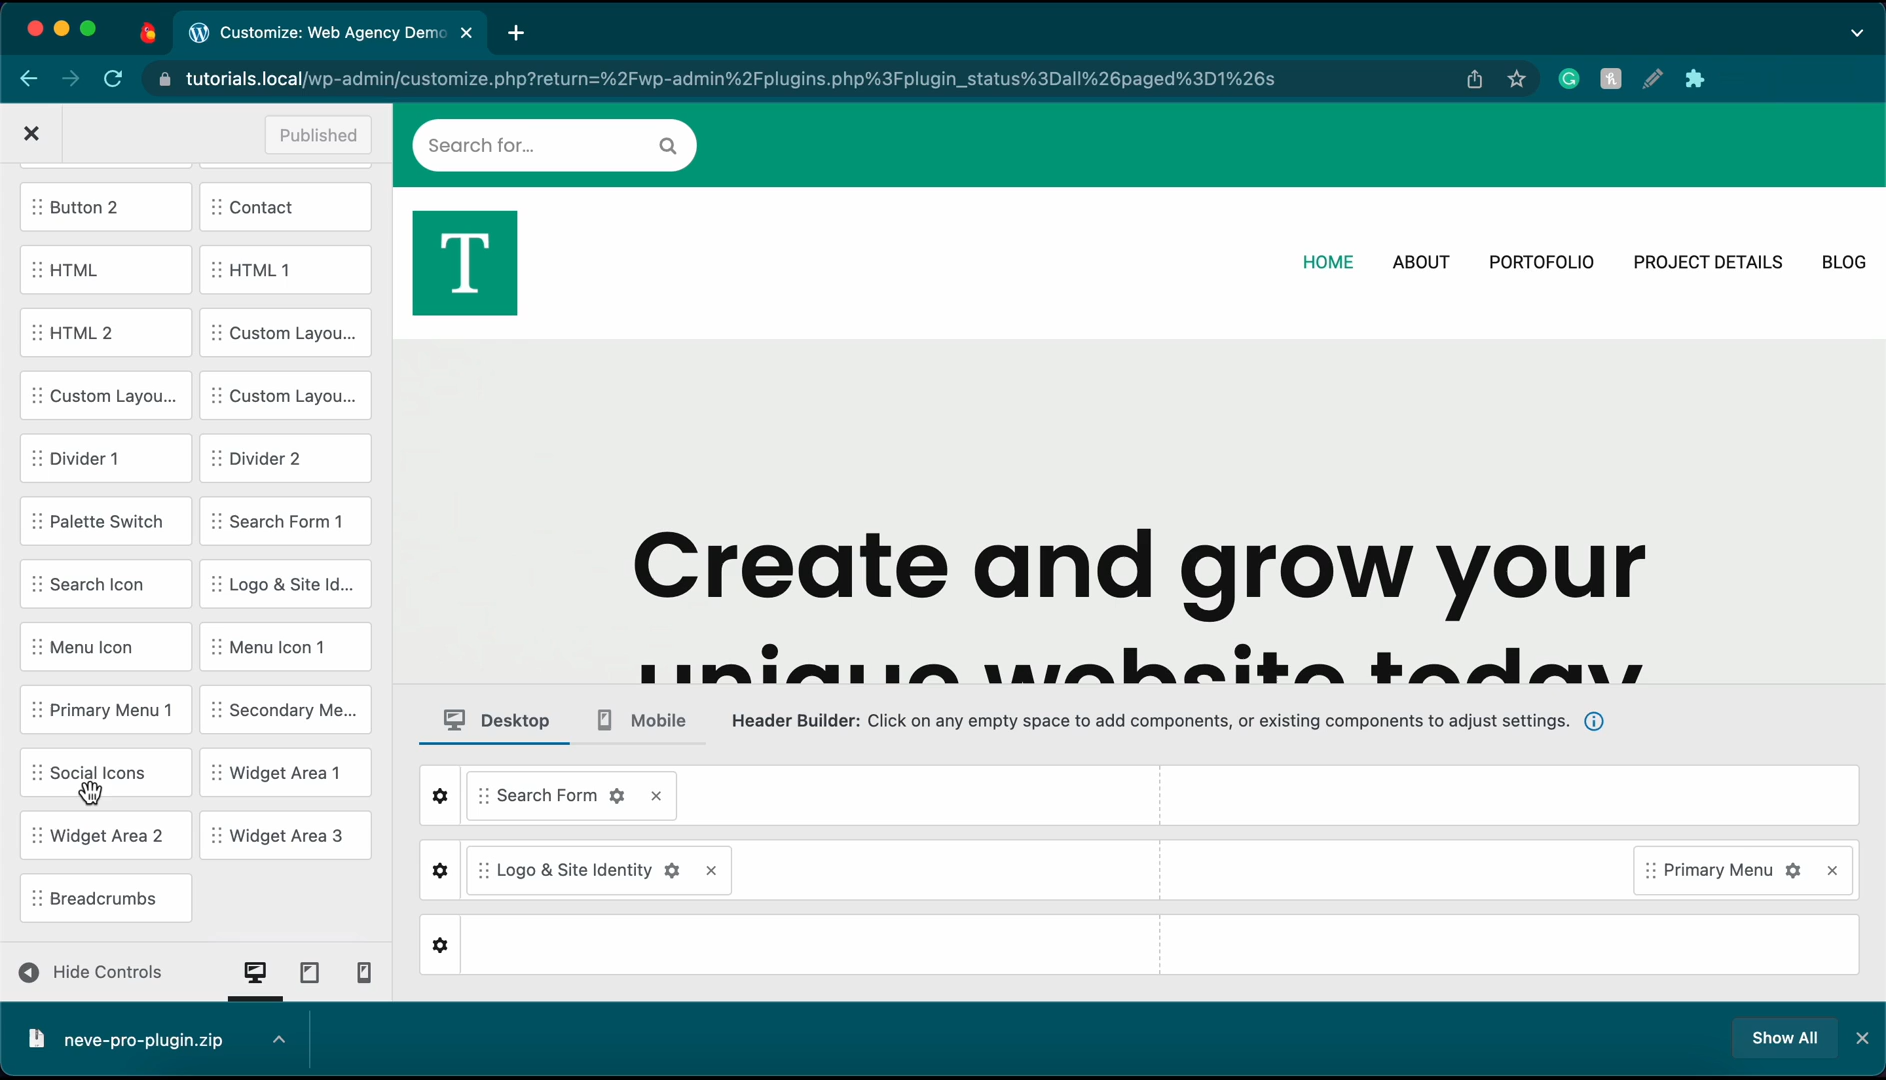 Customize: Web Agency Demo
tutorials.local/wp-admin/customize.php?return=%2Fwp-admin%2Fplugins.php%3Fplugin_status%3Dall%26paged%3D1%26s
Published
Button 2
Contact
HTML
HTML 1
HTML 2
Custom Layou...
Custom Layou...
Custom Layou...
Divider 1
Divider 2
Palette Switch
Search Form 1
Search Icon
Logo & Site Id...
Menu Icon
Menu Icon 1
Primary Menu 1
Secondary Me...
Social Icons
Widget Area 1
Widget Area 2
Widget Area 3
Breadcrumbs
Hide Controls
Search for...
T
HOME ABOUT PORTOFOLIO PROJECT DETAILS BLOG
Create and grow your
unique website today
Desktop
Mobile
Header Builder: Click on any empty space to add components, or existing components to adjust settings.
Search Form
Logo & Site Identity
Primary Menu
neve-pro-plugin.zip
Show All